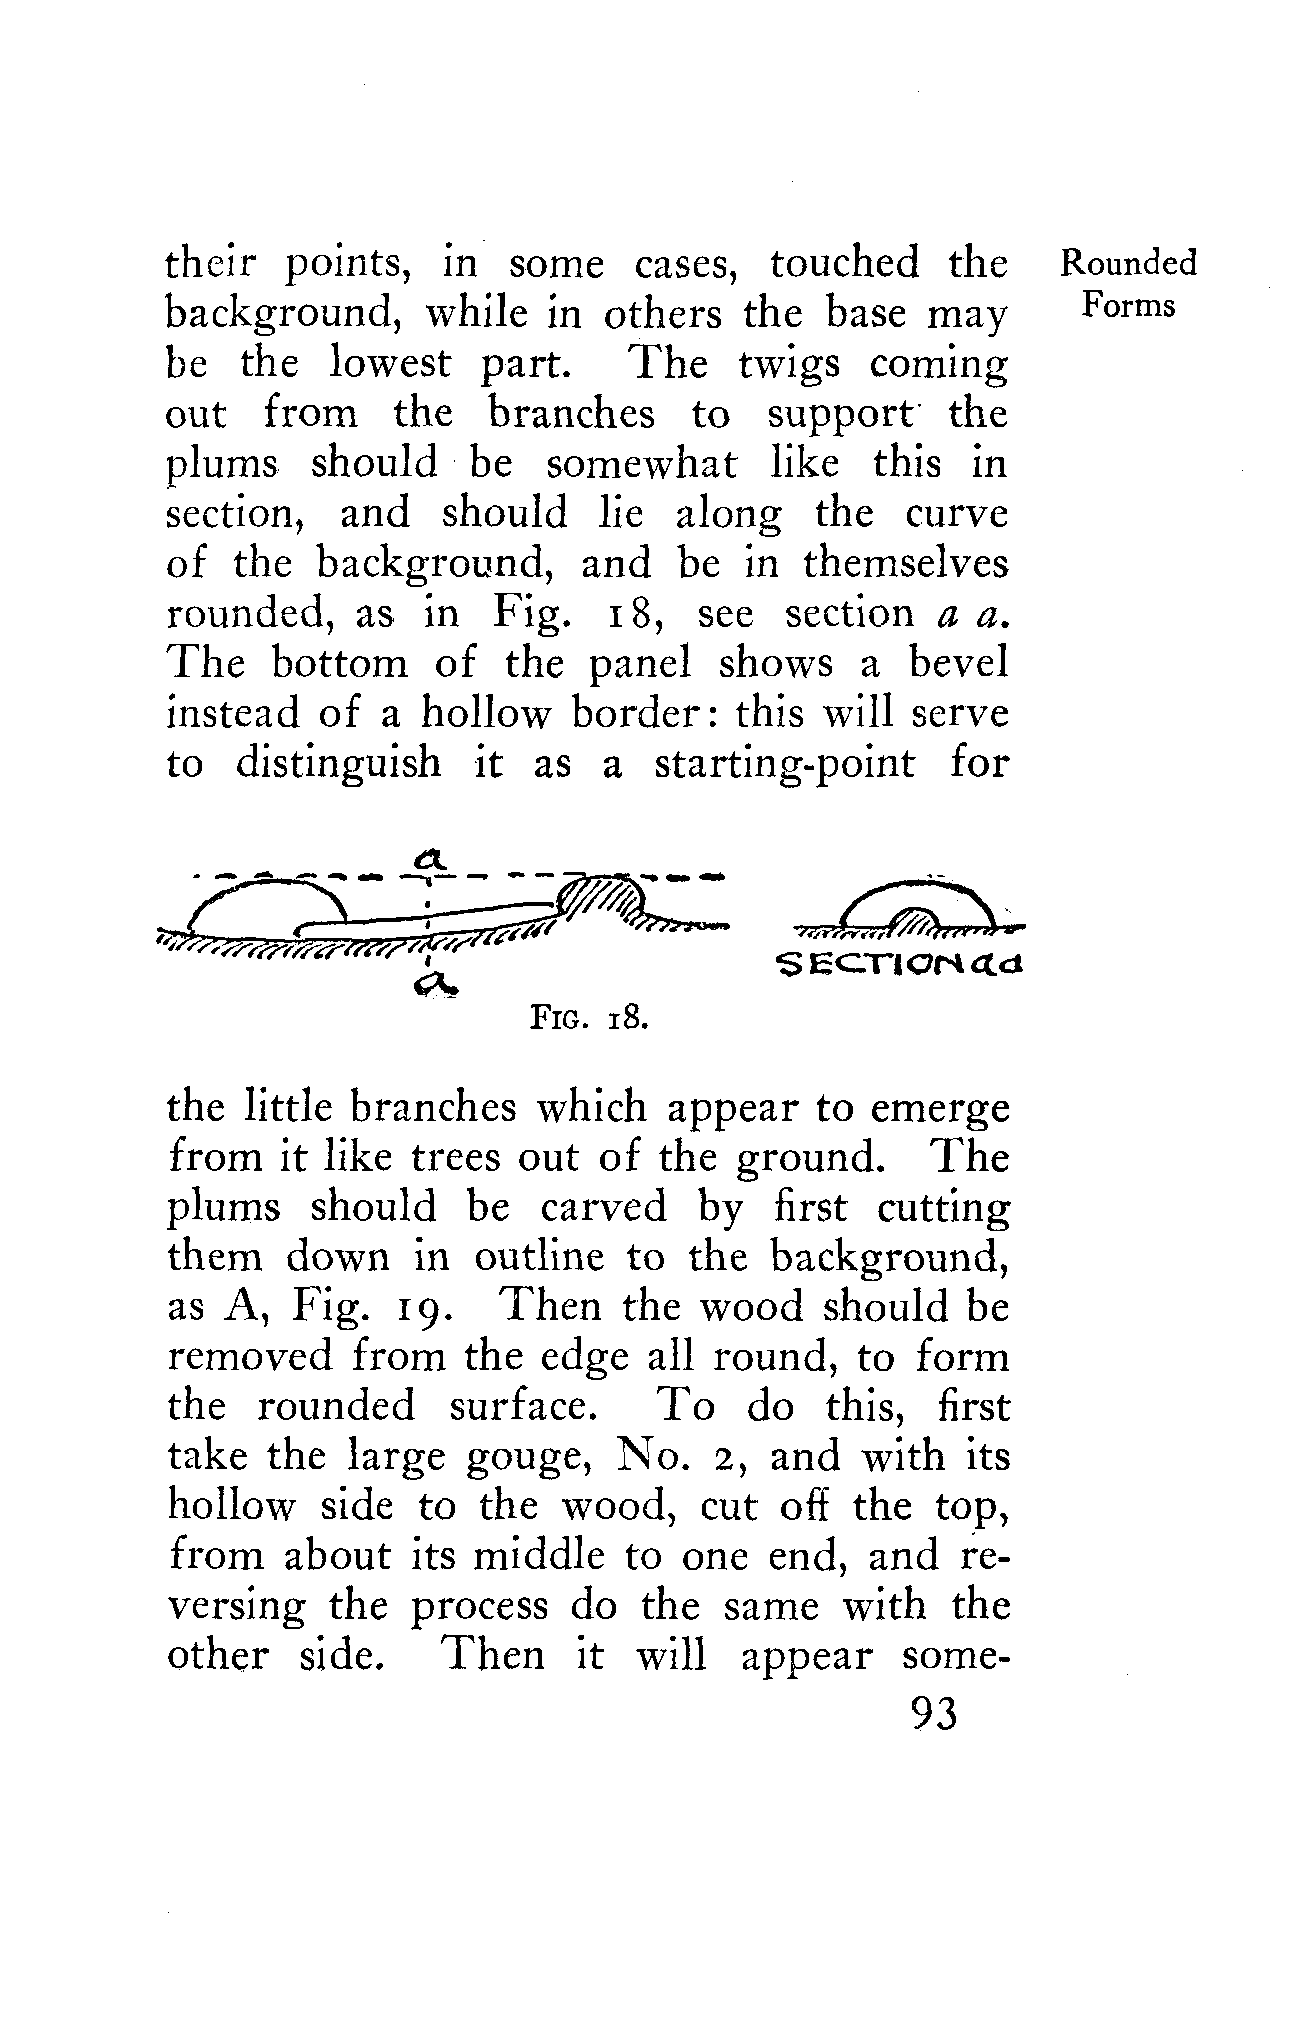 their points, in some cases, touched the
Rounded
Forms
background, while in others the base may
be the lowest part. The twigs coming
out from the branches to support the
plums should be somewhat like this in
section, and should lie along the curve
of the background, and be in themselves
rounded, as in Fig. 18, see section a a.
The bottom of the panel shows a bevel
instead of a hollow border: this will serve
to distinguish it as a starting-point for
a
a
SECTION aa
FIG. 18.
the little branches which appear to emerge
from it like trees out of the ground. The
plums should be carved by first cutting
them down in outline to the background,
as A, Fig. 19. Then the wood should be
removed from the edge all round, to form
the rounded surface. To do this, first
take the large gouge, No. 2, and with its
hollow side to the wood, cut off the top,
from about its middle to one end, and re-
versing the process do the same with the
other side. Then it will appear some-
93